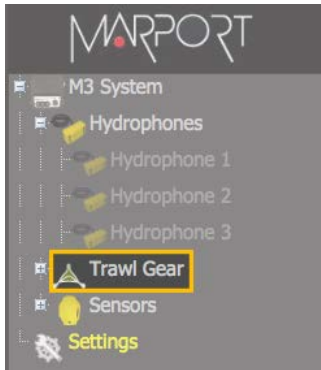 MARPORT
M3 System
Hydrophones
Hydrophone 1
Hydrophone 2
Hydrophone 3
Trawl Gear
Sensors
Settings